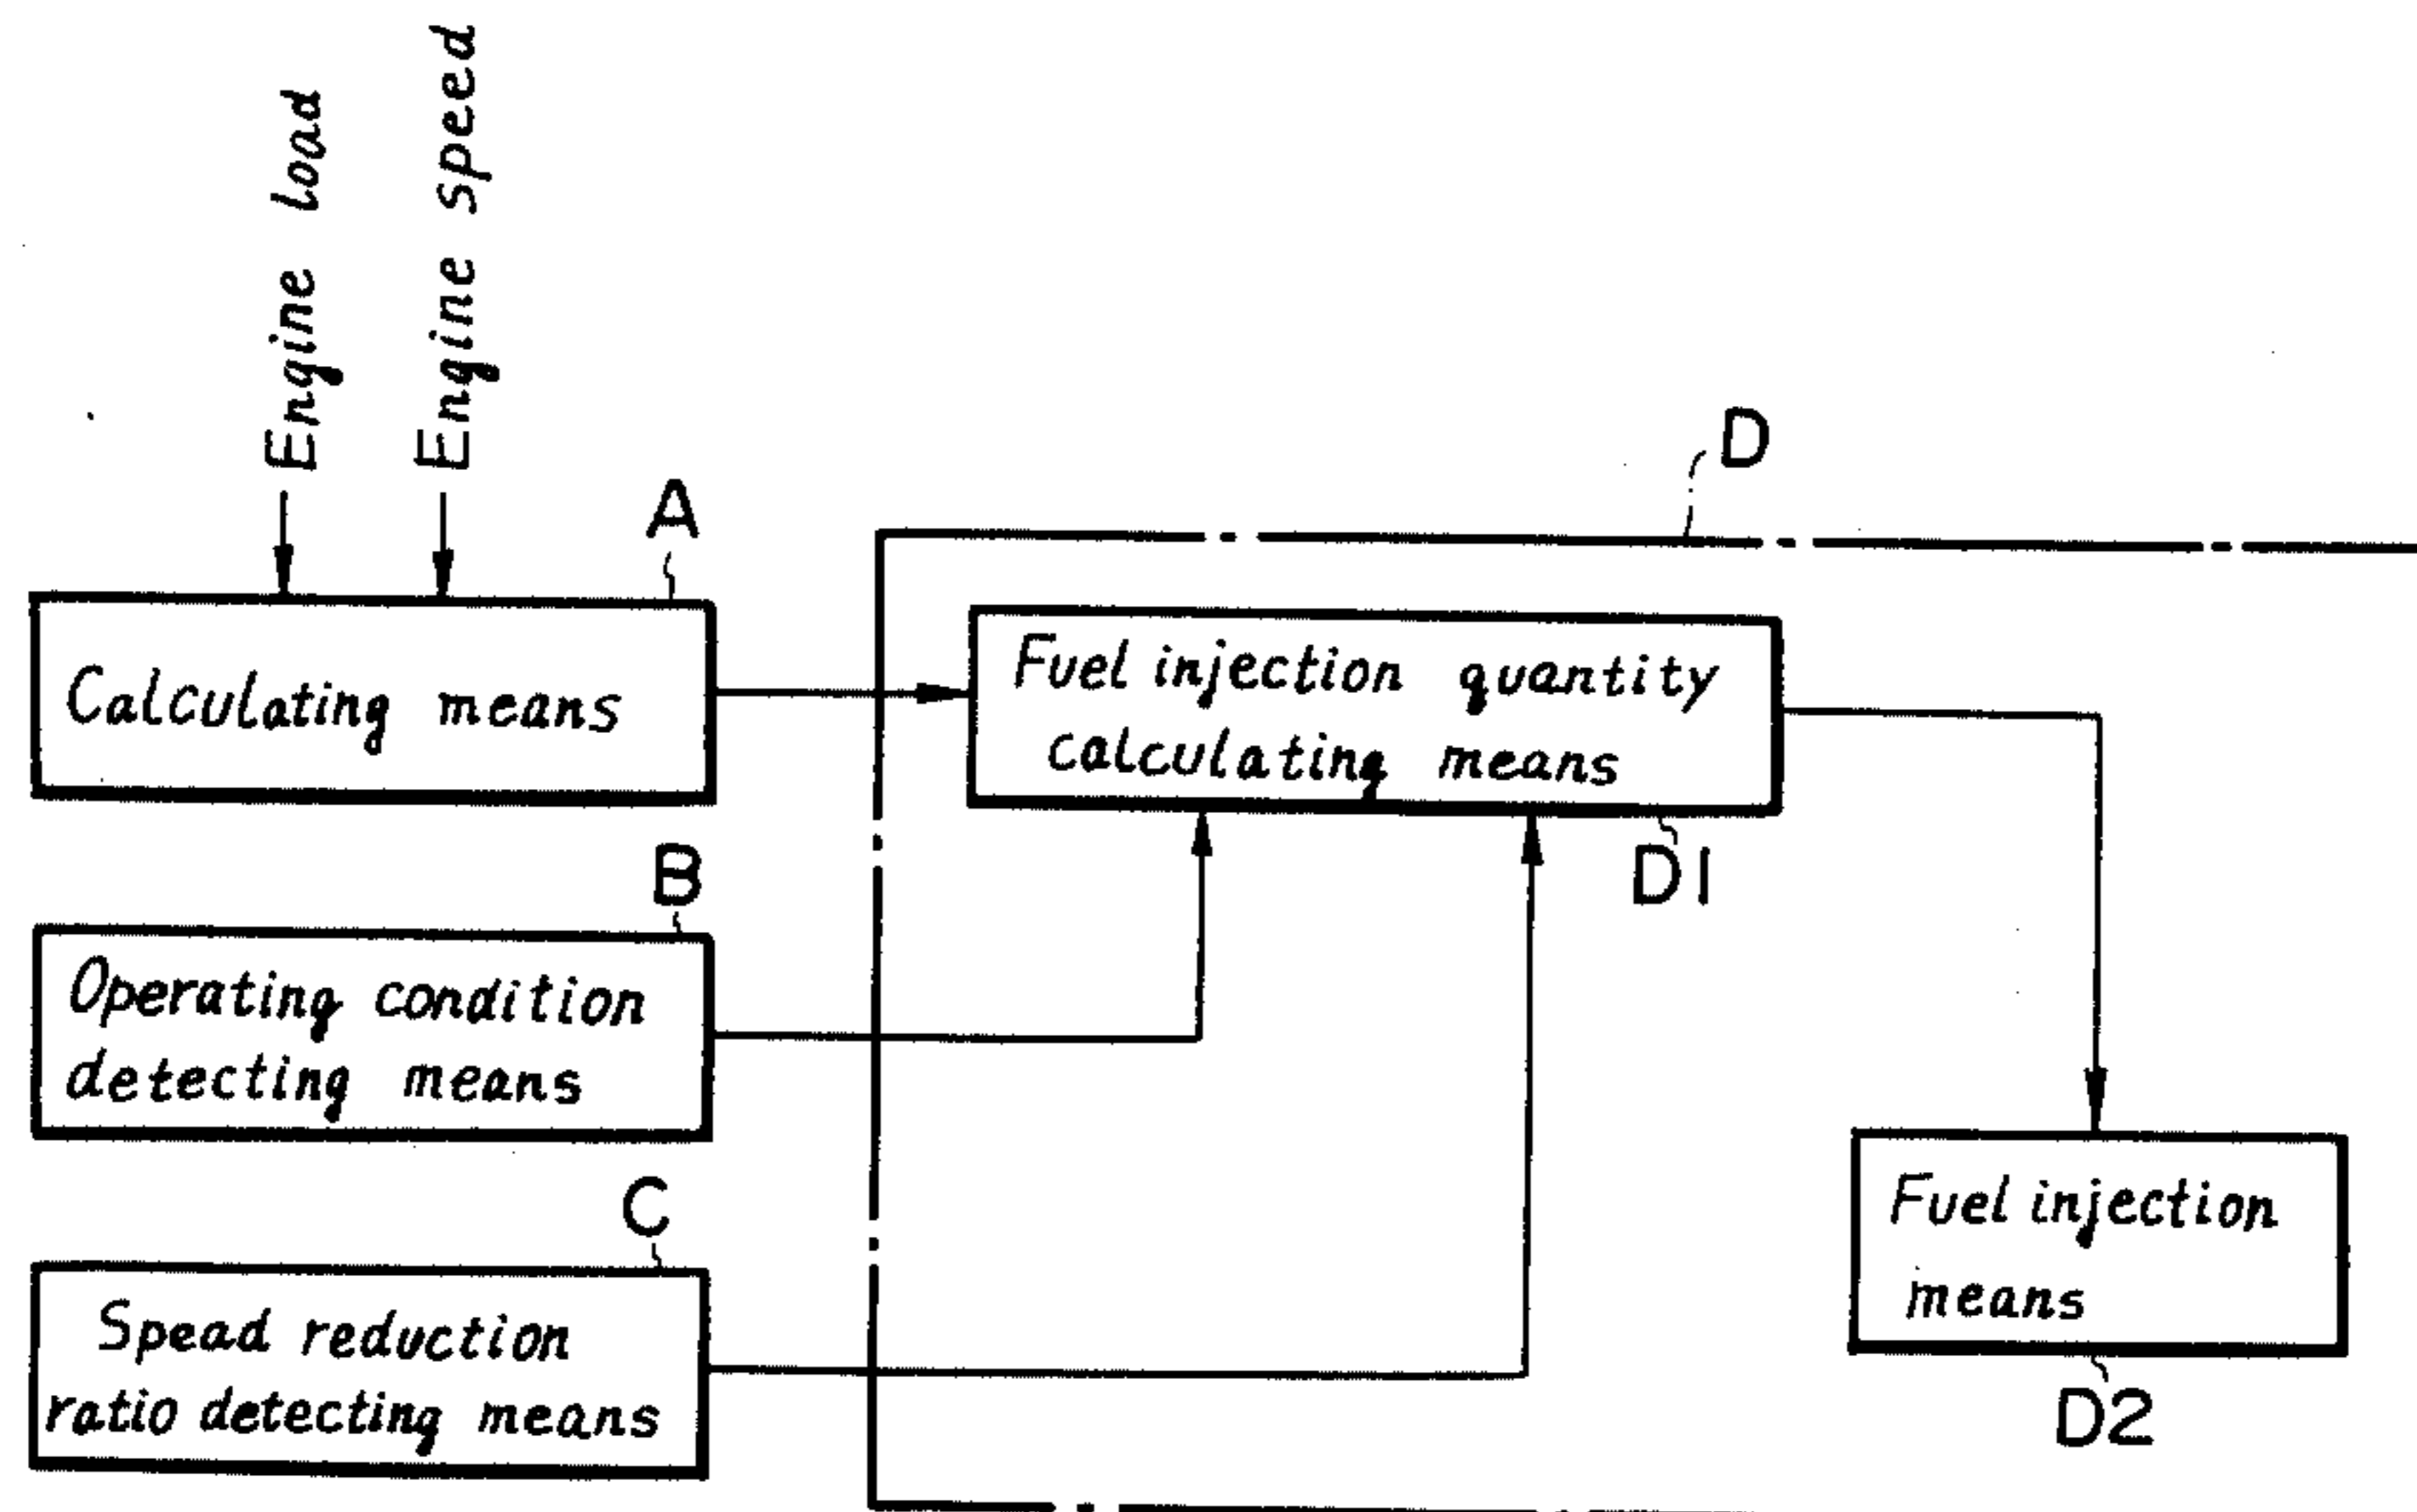 Engine load
Engine speed
A
Calculating means
B
Operating condition
detecting means
C
Spead reduction
ratio detecting means
D
Fuel injection quantity
calculating means
D1
Fuel injection
means
D2